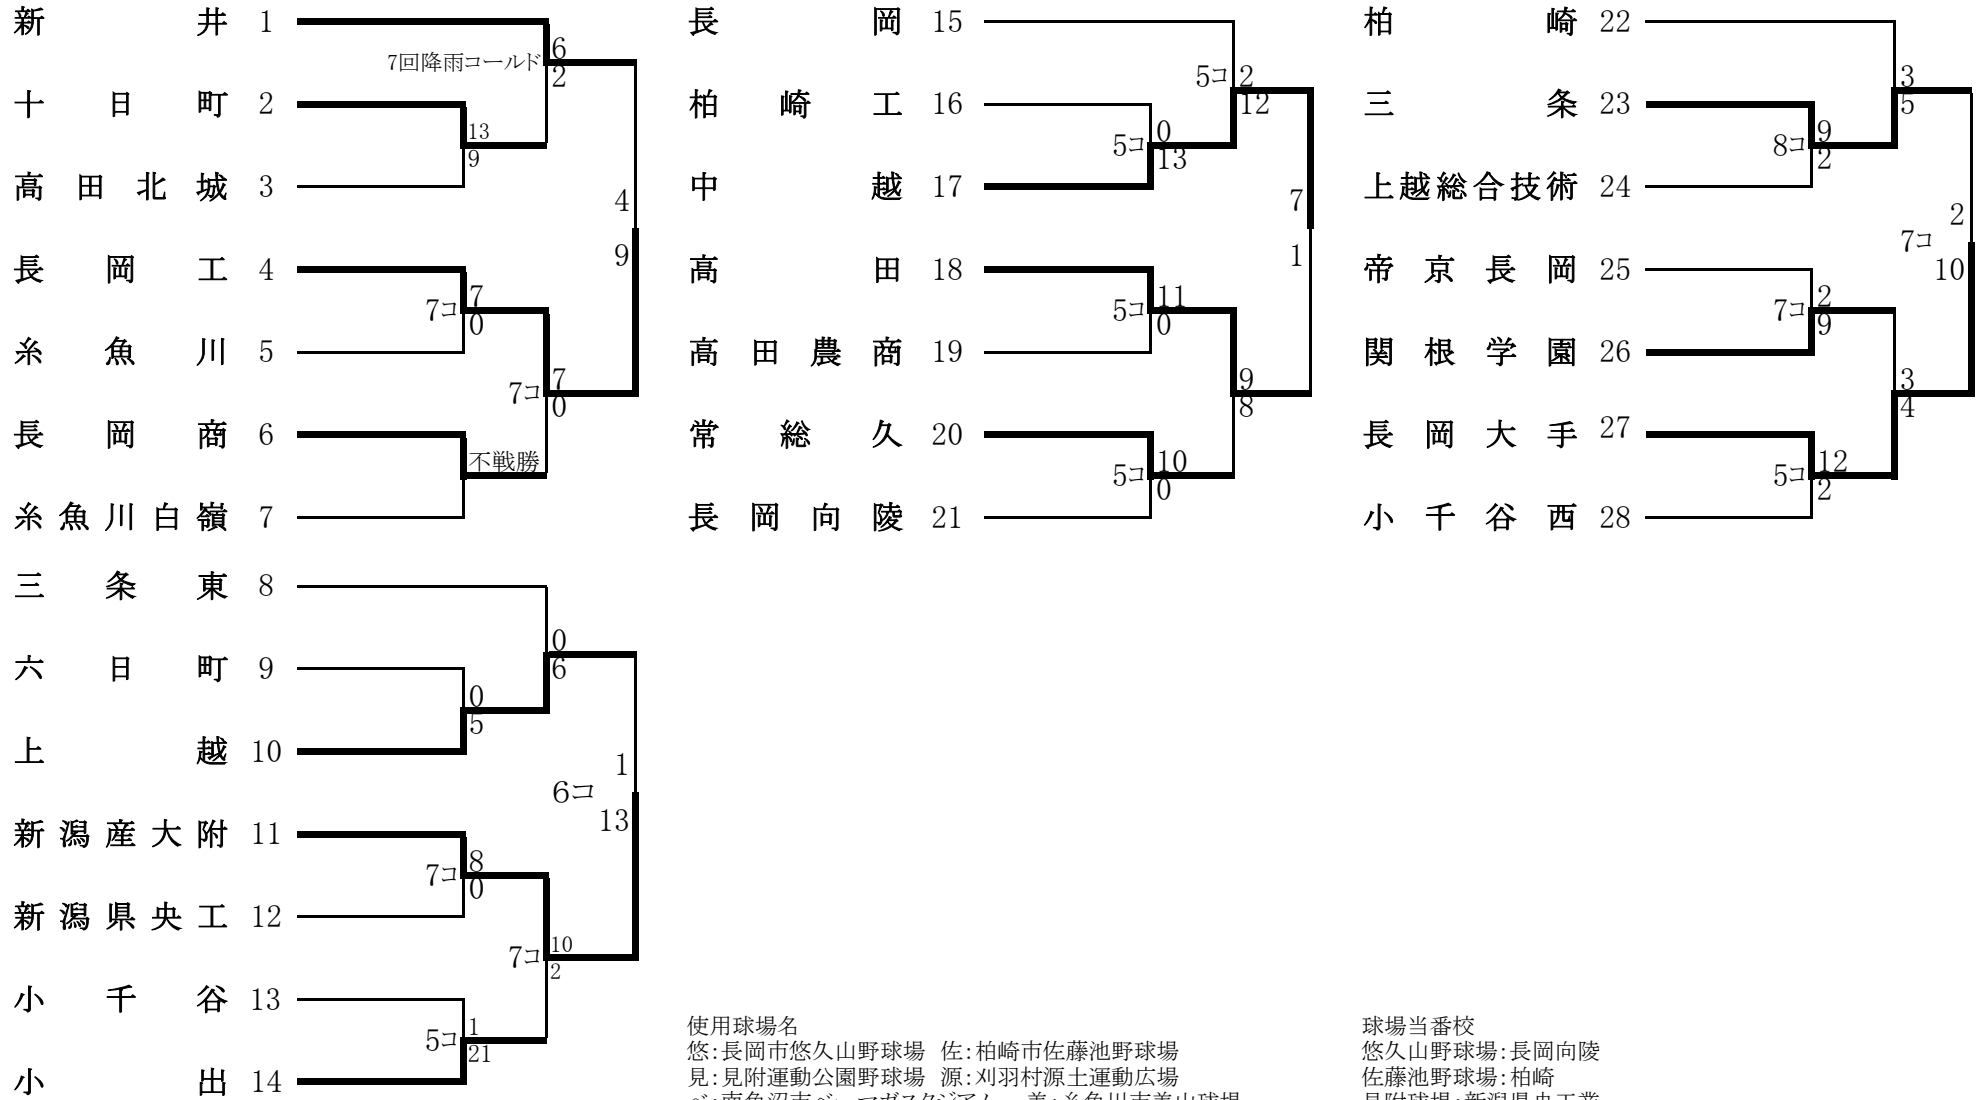 新井 1
6
7回降雨コールド
2
十日町 2
13
9
高田北城 3
4
9
長岡工 4
7
7コ
0
糸魚川 5
7
7コ
0
長岡商 6
不戦勝
糸魚川白嶺 7
三条東 8
0
6
六日町 9
0
5
上越 10
1
6コ
13
新潟産大附 11
8
7コ
0
新潟県央工 12
10
7コ
2
小千谷 13
1
5コ
21
小出 14
長岡 15
5コ 2
12
柏崎工 16
0
5コ
13
中越 17
7
1
高田 18
11
5コ
0
高田農商 19
9
8
常総久 20
10
5コ
0
長岡向陵 21
柏崎 22
3
5
三条 23
9
8コ
2
上越総合技術 24
2
7コ
10
帝京長岡 25
2
7コ
9
関根学園 26
3
4
長岡大手 27
12
5コ
2
小千谷西 28
使用球場名
悠:長岡市悠久山野球場 佐:柏崎市佐藤池野球場
見:見附運動公園野球場 源:刈羽村源土運動広場
球場当番校
悠久山野球場:長岡向陵
佐藤池野球場:柏崎
見附球場:新潟県央工業